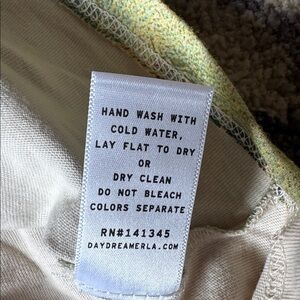 HAND WASH WITH
COLD WATER,
LAY FLAT TO DRY
OR
DRY CLEAN
DO NOT BLEACH
COLORS SEPARATE
RN#141345
DAYDREAMERLA.COM